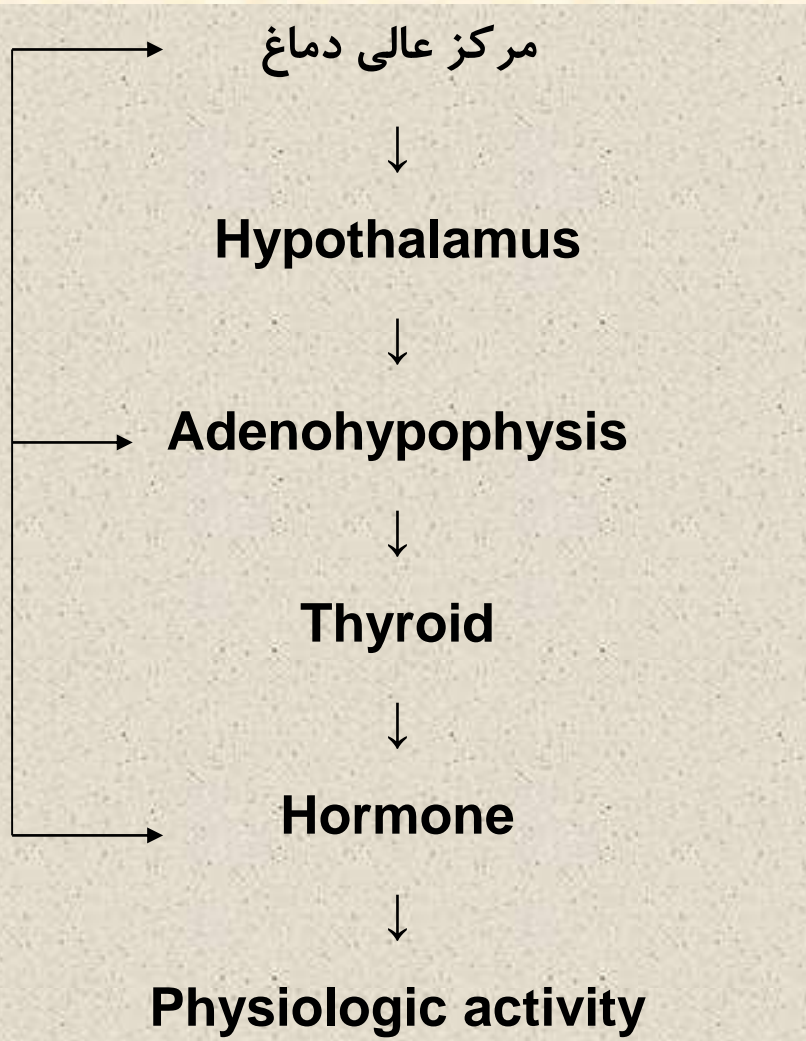 مرکز عالی دماغ
↓
Hypothalamus
↓
Adenohypophysis
↓
Thyroid
↓
Hormone
↓
Physiologic activity